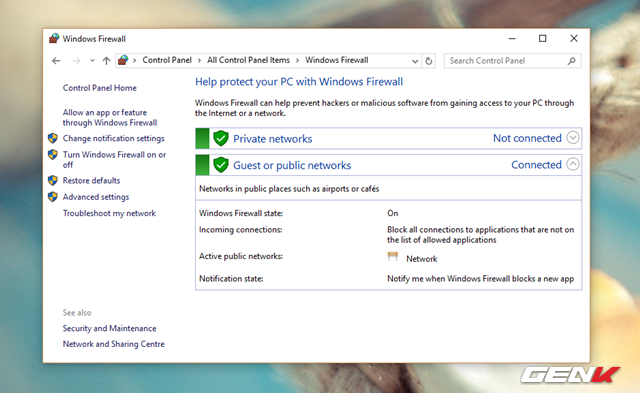 Windows Firewall
Control Panel > All Control Panel Items > Windows Firewall
Search Control Panel
Control Panel Home
Allow an app or feature
through Windows Firewall
Change notification settings
Turn Windows Firewall on or
off
Restore defaults
Advanced settings
Troubleshoot my network
See also
Security and Maintenance
Network and Sharing Centre
Help protect your PC with Windows Firewall
Windows Firewall can help prevent hackers or malicious software from gaining access to your PC through
the Internet or a network.
Private networks Not connected
Guest or public networks Connected
Networks in public places such as airports or cafés
Windows Firewall state: On
Incoming connections: Block all connections to applications that are not on
the list of allowed applications
Active public networks: Network
Notification state: Notify me when Windows Firewall blocks a new app
GENK